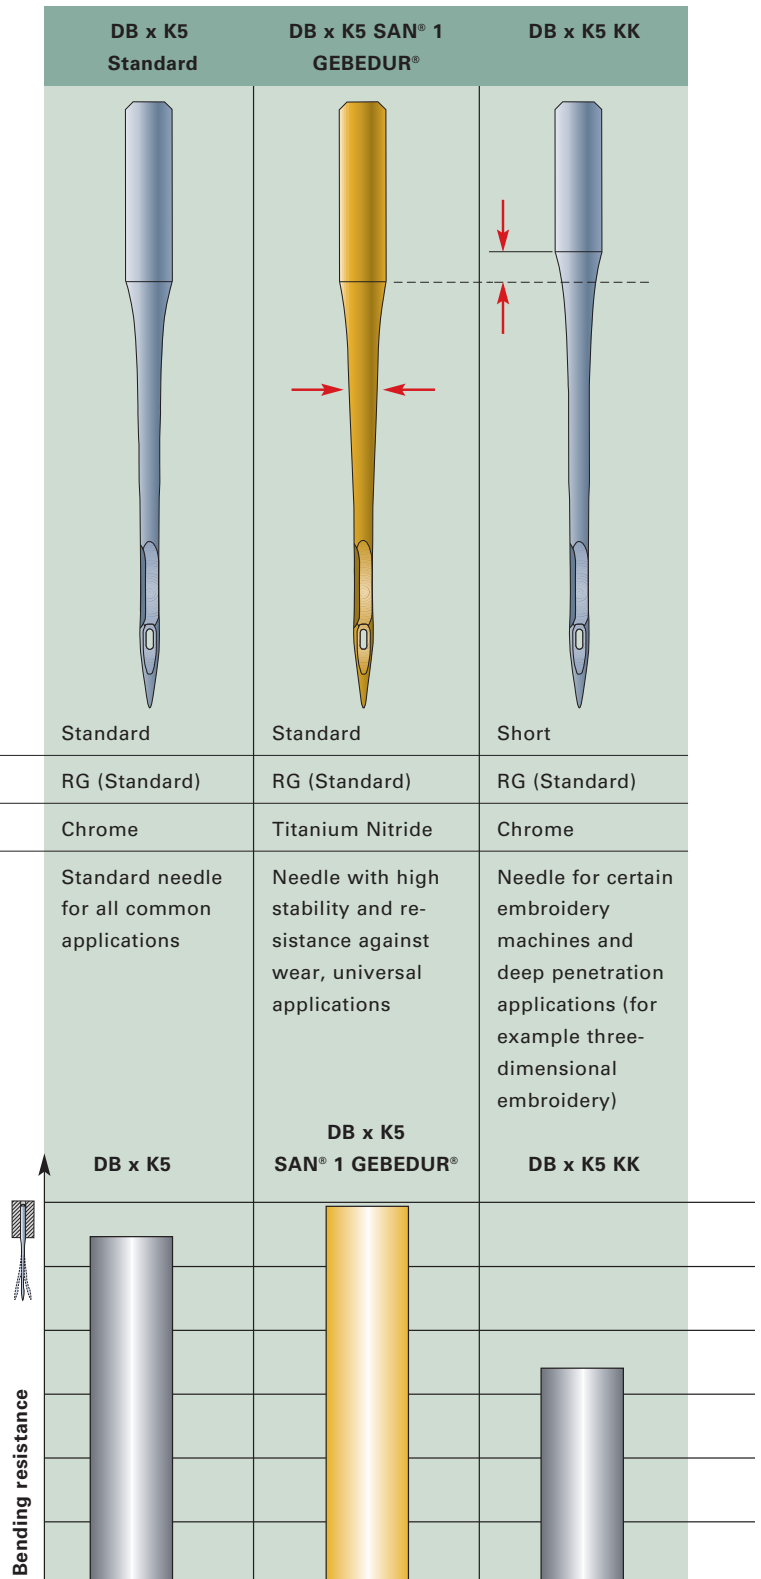 DB x K5
Standard
DB x K5 SAN® 1
GEBEDUR®
DB x K5 KK
Standard
Standard
Short
RG (Standard)
RG (Standard)
RG (Standard)
Chrome
Titanium Nitride
Chrome
Standard needle
for all common
applications
Needle with high
stability and re-
sistance against
wear, universal
applications
Needle for certain
embroidery
machines and
deep penetration
applications (for
example three-
dimensional
embroidery)
DB x K5
DB x K5
SAN® 1 GEBEDUR®
DB x K5 KK
Bending resistance